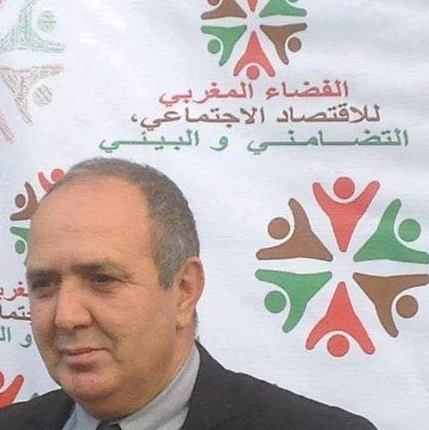 الفضاء المغربي
للاقتصاد الاجتماعي،
التضامني و البيئي